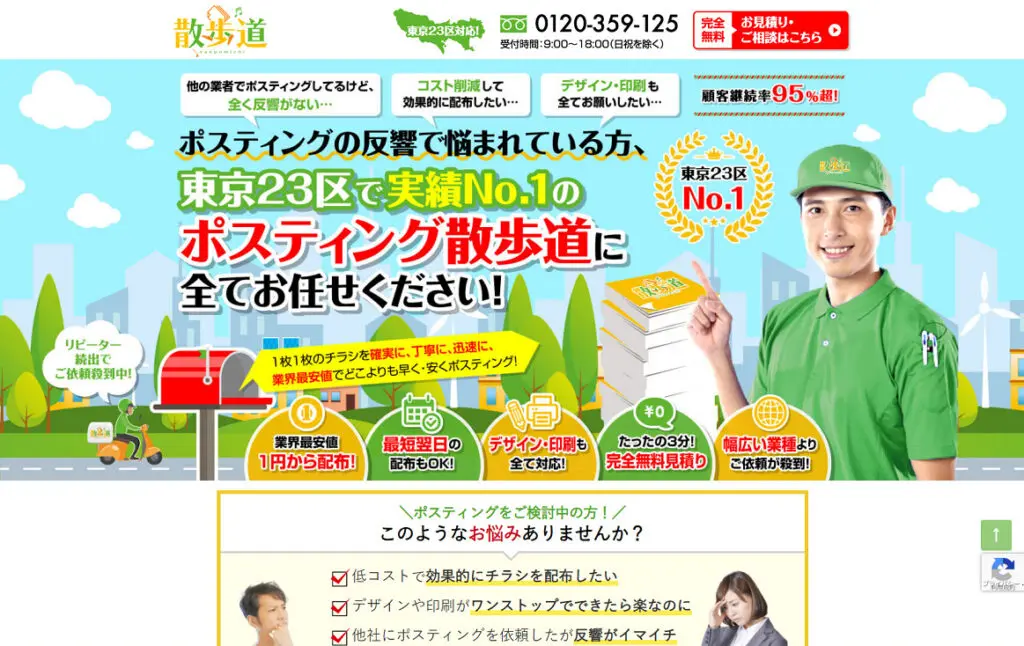 散歩道
sanpomichi
東京23区対応!
0120-359-125
受付時間:9:00〜18:00(日祝を除く)
完全
無料
お見積り・
ご相談はこちら
他の業者でポスティングしてるけど、
全く反響がない…
コスト削減して
効果的に配布したい…
デザイン・印刷も
全てお願いしたい…
顧客継続率95%超!
ポスティングの反響で悩まれている方、
東京23区で実績No.1の
ポスティング散歩道に
全てお任せください!
東京23区
No.1
散歩道
散歩道
リピーター
続出で
ご依頼殺到中!
1枚1枚のチラシを確実に、丁寧に、迅速に、
業界最安値でどこよりも早く・安くポスティング!
業界最安値
1円から配布!
最短翌日の
配布もOK!
デザイン・印刷も
全て対応!
¥0
たったの3分!
完全無料見積り
幅広い業種より
ご依頼が殺到!
＼ポスティングをご検討中の方！／
このようなお悩みありませんか？
低コストで効果的にチラシを配布したい
デザインや印刷がワンストップでできたら楽なのに
他社にポスティングを依頼したが反響がイマイチ